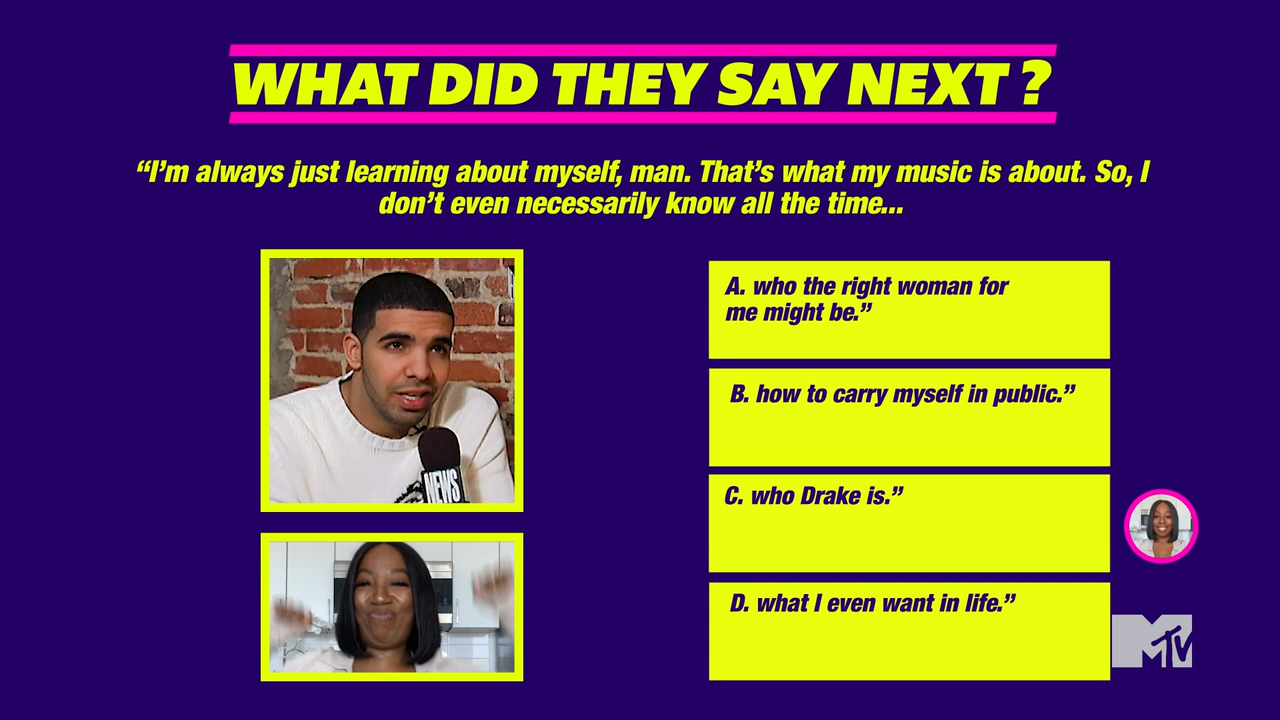 WHAT DID THEY SAY NEXT?
“I’m always just learning about myself, man. That’s what my music is about. So, I
don’t even necessarily know all the time...
A. who the right woman for
me might be.”
B. how to carry myself in public.”
NEWS
C. who Drake is.”
D. what I even want in life.”
MTV